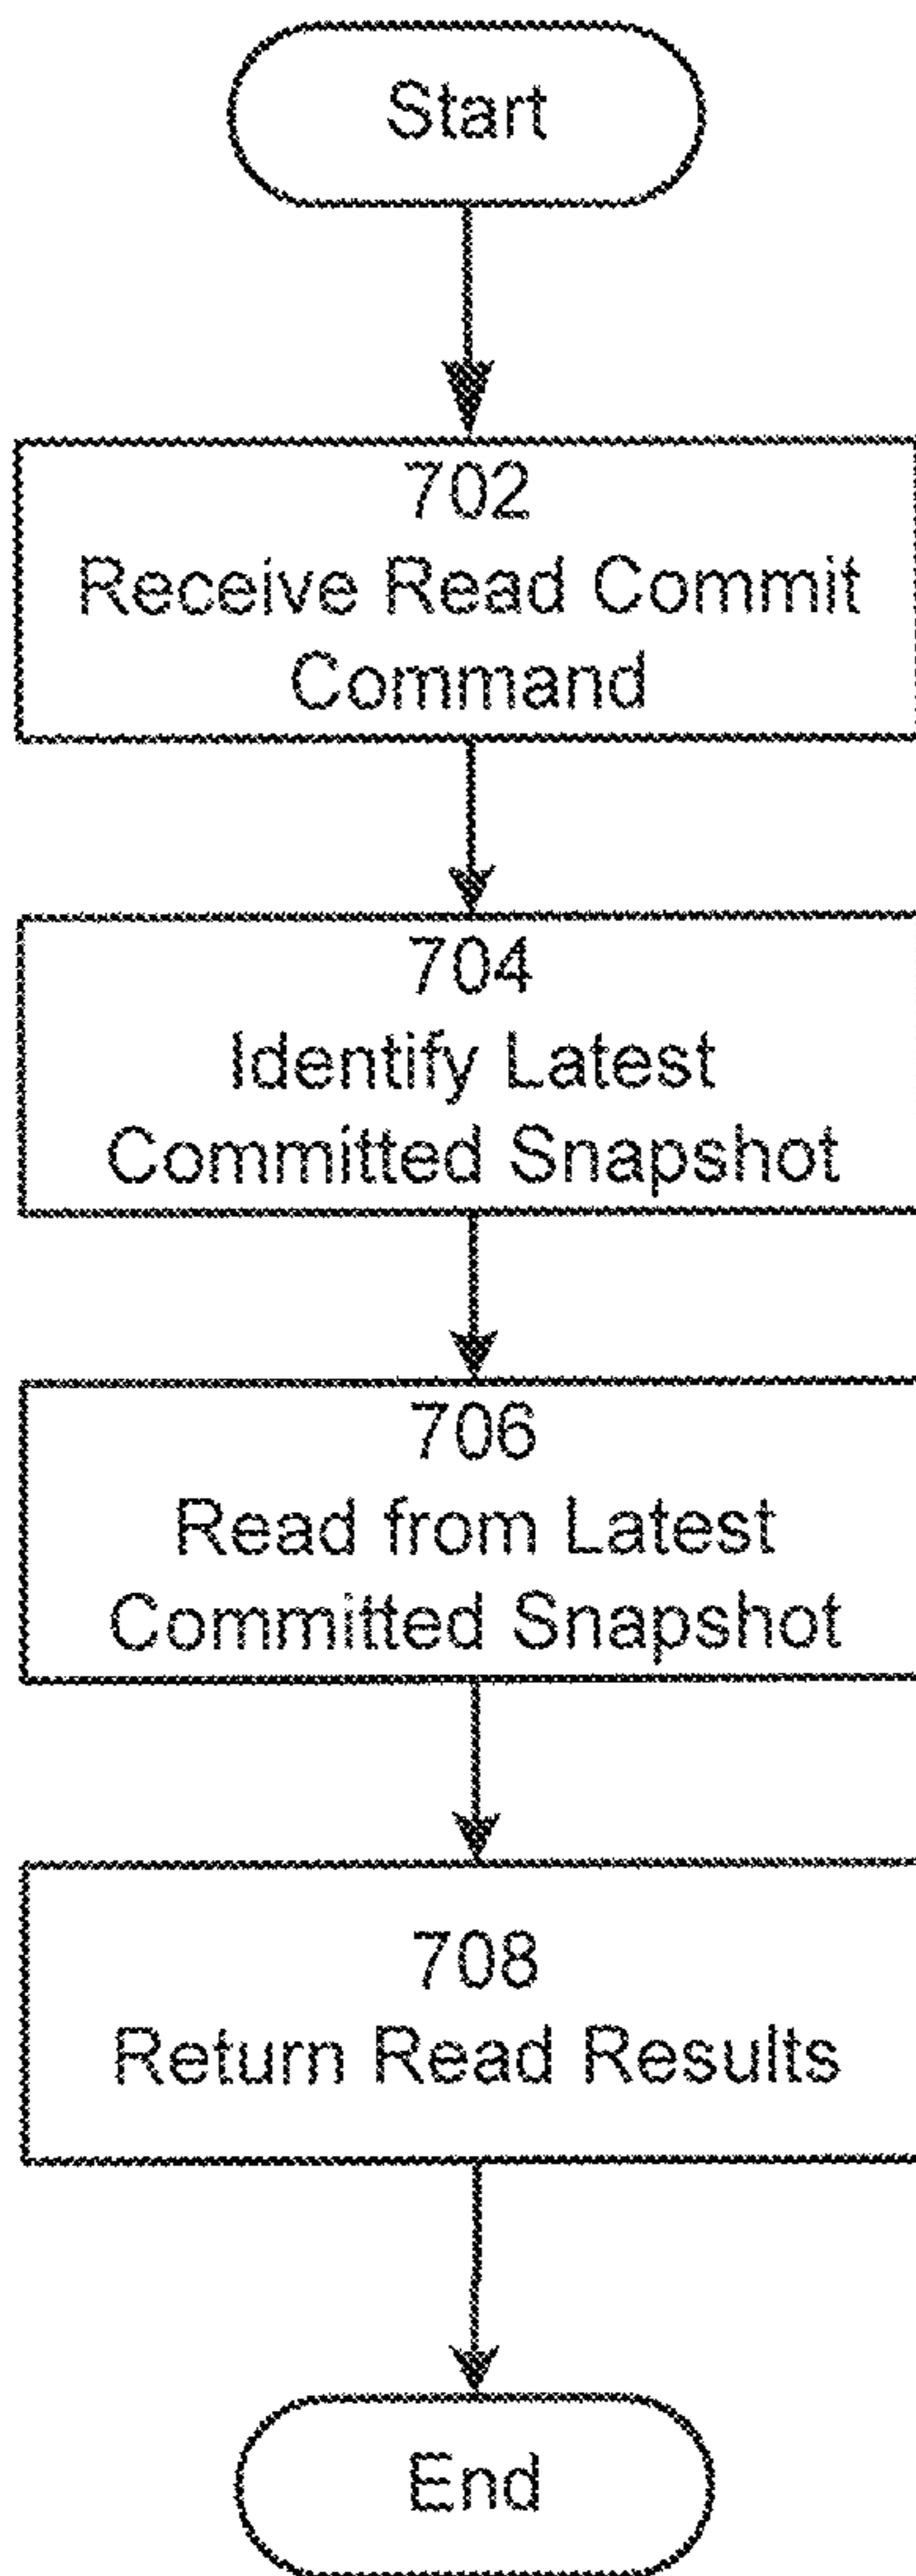 Start
702
Receive Read Commit
Command
704
Identify Latest
Committed Snapshot
706
Read from Latest
Committed Snapshot
708
Return Read Results
End